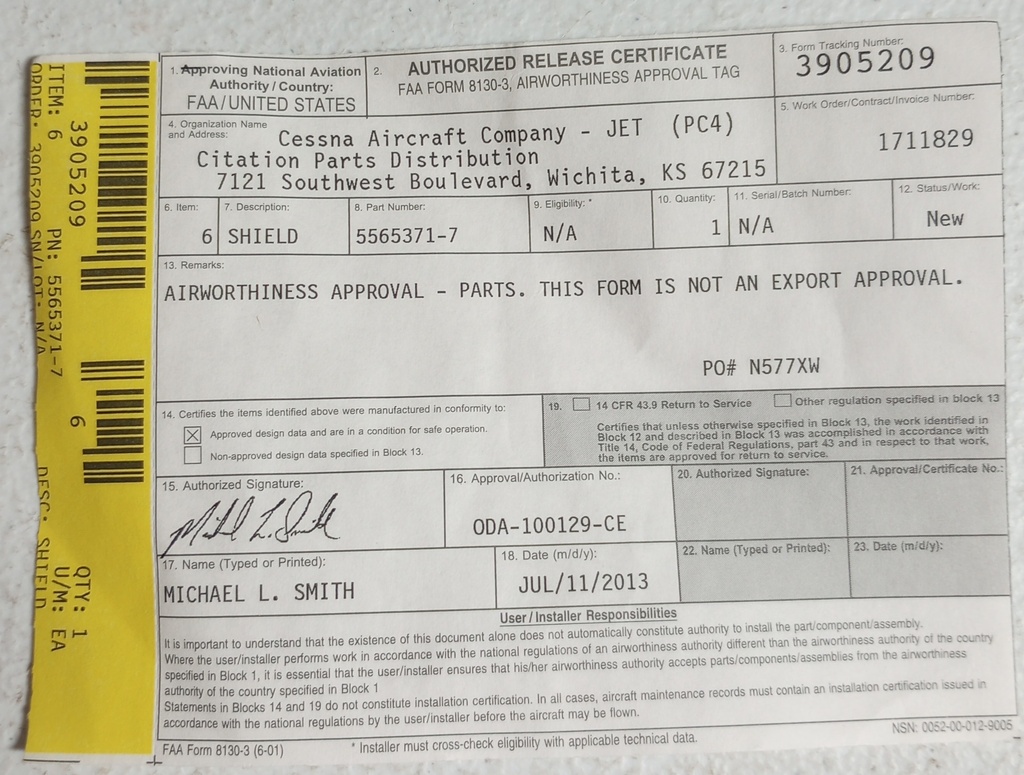 ITEM: 6 PN: 5565371-7 DESC: SHIELD
ORDER: 3905209 SN/LOT: N/A U/M: EA
3905209 6 QTY: 1
1. Approving National Aviation
Authority / Country:
FAA/UNITED STATES
2. AUTHORIZED RELEASE CERTIFICATE
FAA FORM 8130-3, AIRWORTHINESS APPROVAL TAG
3. Form Tracking Number:
3905209
4. Organization Name
and Address:
Cessna Aircraft Company - JET (PC4)
Citation Parts Distribution
7121 Southwest Boulevard, Wichita, KS 67215
5. Work Order/Contract/Invoice Number:
1711829
6. Item:
6
7. Description:
SHIELD
8. Part Number:
5565371-7
9. Eligibility: *
N/A
10. Quantity:
1
11. Serial/Batch Number:
N/A
12. Status/Work:
New
13. Remarks:
AIRWORTHINESS APPROVAL - PARTS. THIS FORM IS NOT AN EXPORT APPROVAL.
PO# N577XW
14. Certifies the items identified above were manufactured in conformity to:
Approved design data and are in a condition for safe operation.
Non-approved design data specified in Block 13.
19. 14 CFR 43.9 Return to Service Other regulation specified in block 13
Certifies that unless otherwise specified in Block 13, the work identified in
Block 12 and described in Block 13 was accomplished in accordance with
Title 14, Code of Federal Regulations, part 43 and in respect to that work,
the items are approved for return to service.
15. Authorized Signature:
16. Approval/Authorization No.:
ODA-100129-CE
20. Authorized Signature:
21. Approval/Certificate No.:
17. Name (Typed or Printed):
MICHAEL L. SMITH
18. Date (m/d/y):
JUL/11/2013
22. Name (Typed or Printed):
23. Date (m/d/y):
User/Installer Responsibilities
It is important to understand that the existence of this document alone does not automatically constitute authority to install the part/component/assembly.
Where the user/installer performs work in accordance with the national regulations of an airworthiness authority different than the airworthiness authority of the country
specified in Block 1, it is essential that the user/installer ensures that his/her airworthiness authority accepts parts/components/assemblies from the airworthiness
authority of the country specified in Block 1
Statements in Blocks 14 and 19 do not constitute installation certification. In all cases, aircraft maintenance records must contain an installation certification issued in
accordance with the national regulations by the user/installer before the aircraft may be flown.
FAA Form 8130-3 (6-01)
* Installer must cross-check eligibility with applicable technical data.
NSN: 0052-00-012-9005